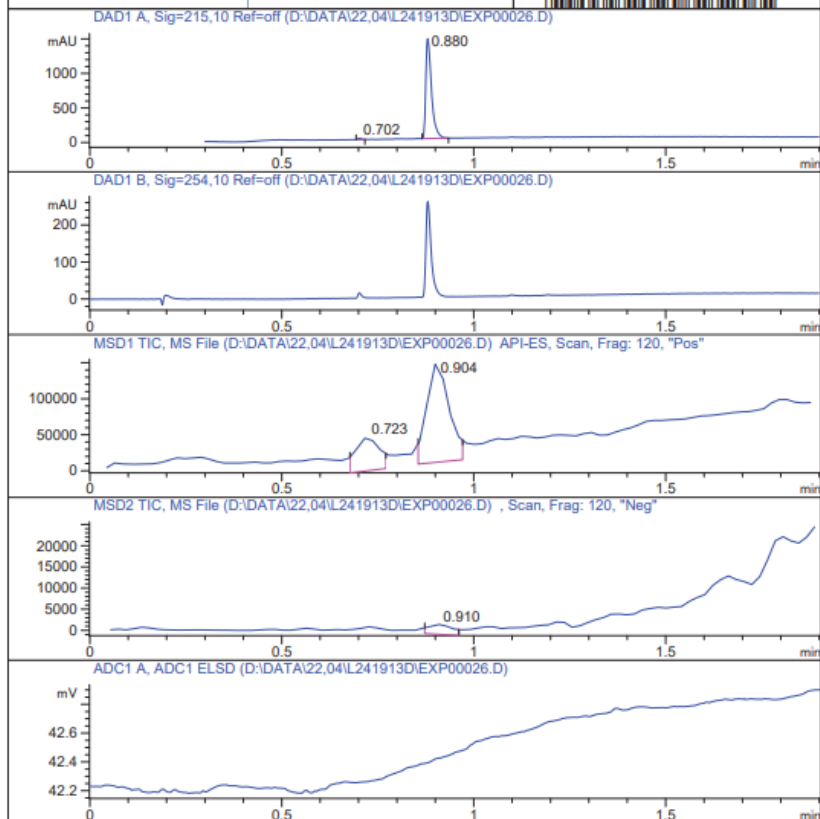 DAD1 A, Sig=215,10 Ref=off (D:\DATA\22,04\L241913D\EXP00026.D)
mAU
0.880
1000
500
0.702
0
0 0.5 1 1.5 min
DAD1 B, Sig=254,10 Ref=off (D:\DATA\22,04\L241913D\EXP00026.D)
mAU
200
100
0
0 0.5 1 1.5 min
MSD1 TIC, MS File (D:\DATA\22,04\L241913D\EXP00026.D) API-ES, Scan, Frag: 120, "Pos"
0.904
100000
0.723
50000
0
0 0.5 1 1.5 min
MSD2 TIC, MS File (D:\DATA\22,04\L241913D\EXP00026.D) , Scan, Frag: 120, "Neg"
20000
15000
10000
5000
0.910
0
0 0.5 1 1.5 min
ADC1 A, ADC1 ELSD (D:\DATA\22,04\L241913D\EXP00026.D)
mV
42.6
42.4
42.2
0 0.5 1 1.5 min